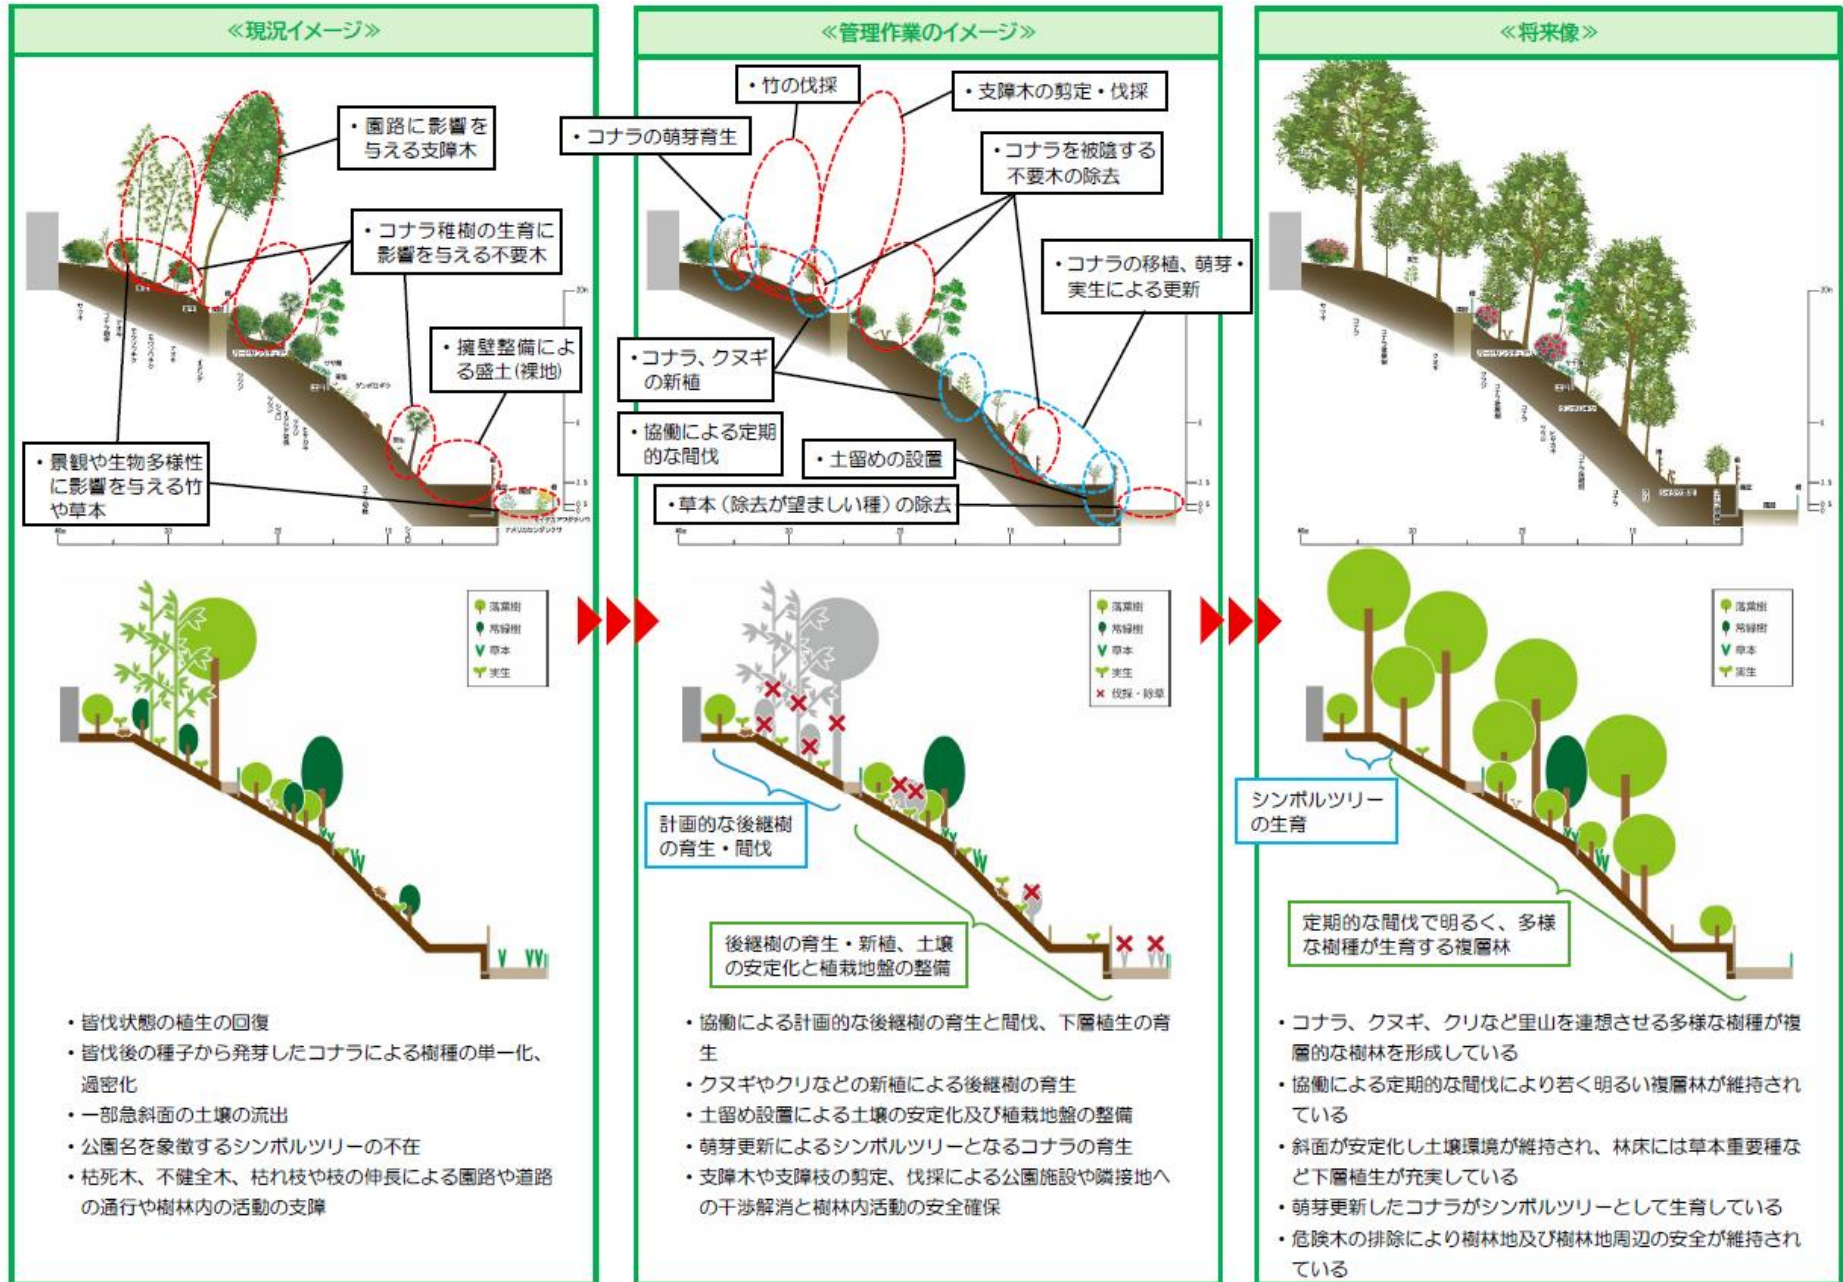 ≪現況イメージ≫
・園路に影響を
与える支障木
・コナラ稚樹の生育に
影響を与える不要木
・擁壁整備によ
る盛土(裸地)
・景観や生物多様性
に影響を与える竹
や草本
落葉樹
常緑樹
草本
実生
・皆伐状態の植生の回復
・皆伐後の種子から発芽したコナラによる樹種の単一化、
過密化
・一部急斜面の土壌の流出
・公園名を象徴するシンボルツリーの不在
・枯死木、不健全木、枯れ枝や枝の伸長による園路や道路
の通行や樹林内の活動の支障
≪管理作業のイメージ≫
・竹の伐採
・支障木の剪定・伐採
・コナラの萌芽育生
・コナラを被陰する
不要木の除去
・コナラの移植、萌芽・
実生による更新
・コナラ、クヌギ
の新植
・協働による定期
的な間伐
・土留めの設置
・草本（除去が望ましい種）の除去
落葉樹
常緑樹
草本
実生
伐採・除草
計画的な後継樹
の育生・間伐
後継樹の育生・新植、土壌
の安定化と植栽地盤の整備
・協働による計画的な後継樹の育生と間伐、下層植生の育
生
・クヌギやクリなどの新植による後継樹の育生
・土留め設置による土壌の安定化及び植栽地盤の整備
・萌芽更新によるシンボルツリーとなるコナラの育生
・支障木や支障枝の剪定、伐採による公園施設や隣接地へ
の干渉解消と樹林内活動の安全確保
≪将来像≫
落葉樹
常緑樹
草本
実生
シンボルツリー
の生育
定期的な間伐で明るく、多様
な樹種が生育する複層林
・コナラ、クヌギ、クリなど里山を連想させる多様な樹種が複
層的な樹林を形成している
・協働による定期的な間伐により若く明るい複層林が維持され
ている
・斜面が安定化し土壌環境が維持され、林床には草本重要種な
ど下層植生が充実している
・萌芽更新したコナラがシンボルツリーとして生育している
・危険木の排除により樹林地及び樹林地周辺の安全が維持され
ている